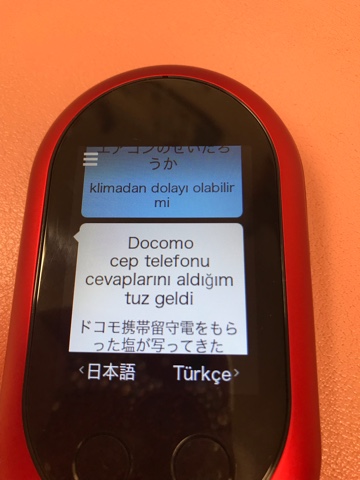 エアコンのせいだろ
うか
klimadan dolayı olabilir
mi
Docomo
cep telefonu
cevaplarını aldığım
tuz geldi
ドコモ携帯留守電をもら
った塩が写ってきた
‹日本語 Türkçe›